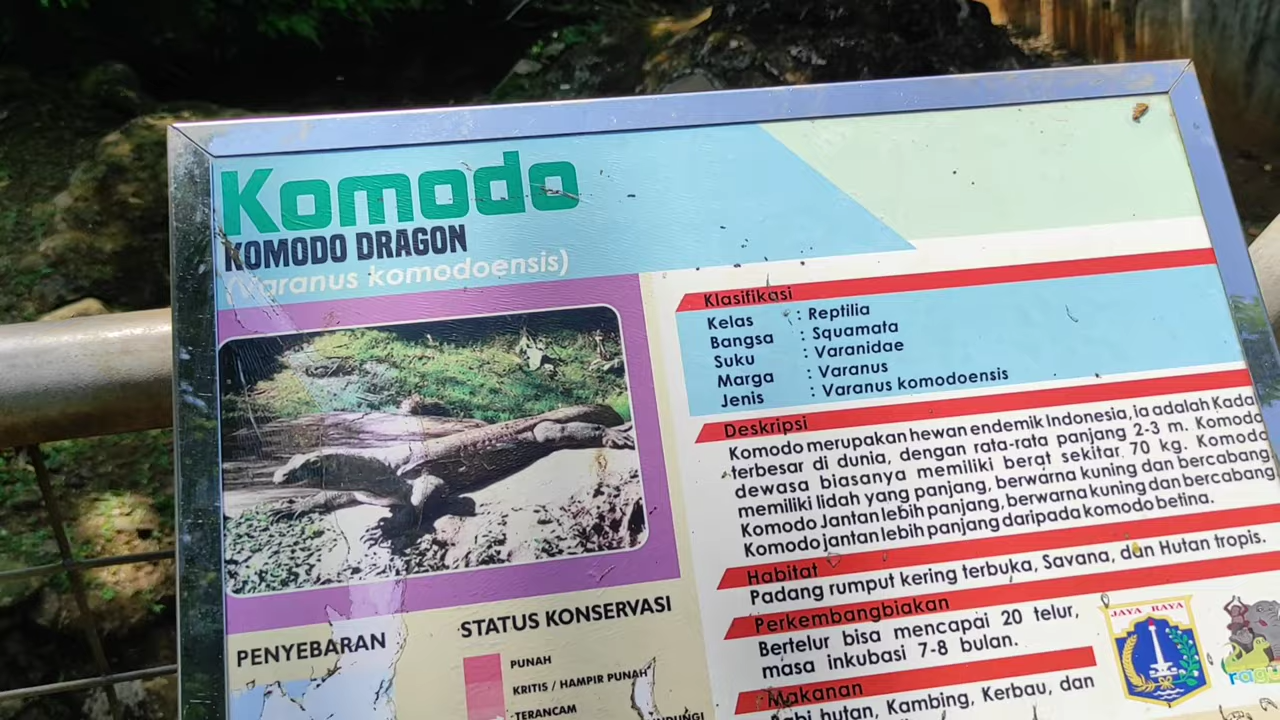 Komodo
KOMODO DRAGON
(Varanus komodoensis)
Klasifikasi
Kelas : Reptilia
Bangsa : Squamata
Suku : Varanidae
Marga : Varanus
Jenis : Varanus komodoensis
Deskripsi
Komodo merupakan hewan endemik Indonesia, ia adalah Kadal
terbesar di dunia, dengan rata-rata panjang 2-3 m. Komodo
dewasa biasanya memiliki berat sekitar 70 kg. Komodo
memiliki lidah yang panjang, berwarna kuning dan bercabang.
Komodo Jantan lebih panjang, berwarna kuning dan bercabang
Komodo jantan lebih panjang daripada komodo betina.
Habitat
Padang rumput kering terbuka, Savana, dan Hutan tropis.
Perkembangbiakan
Bertelur bisa mencapai 20 telur,
masa inkubasi 7-8 bulan.
Makanan
Babi hutan, Kambing, Kerbau, dan
JAYA RAYA
PENYEBARAN
STATUS KONSERVASI
PUNAH
KRITIS / HAMPIR PUNAH
TERANCAM